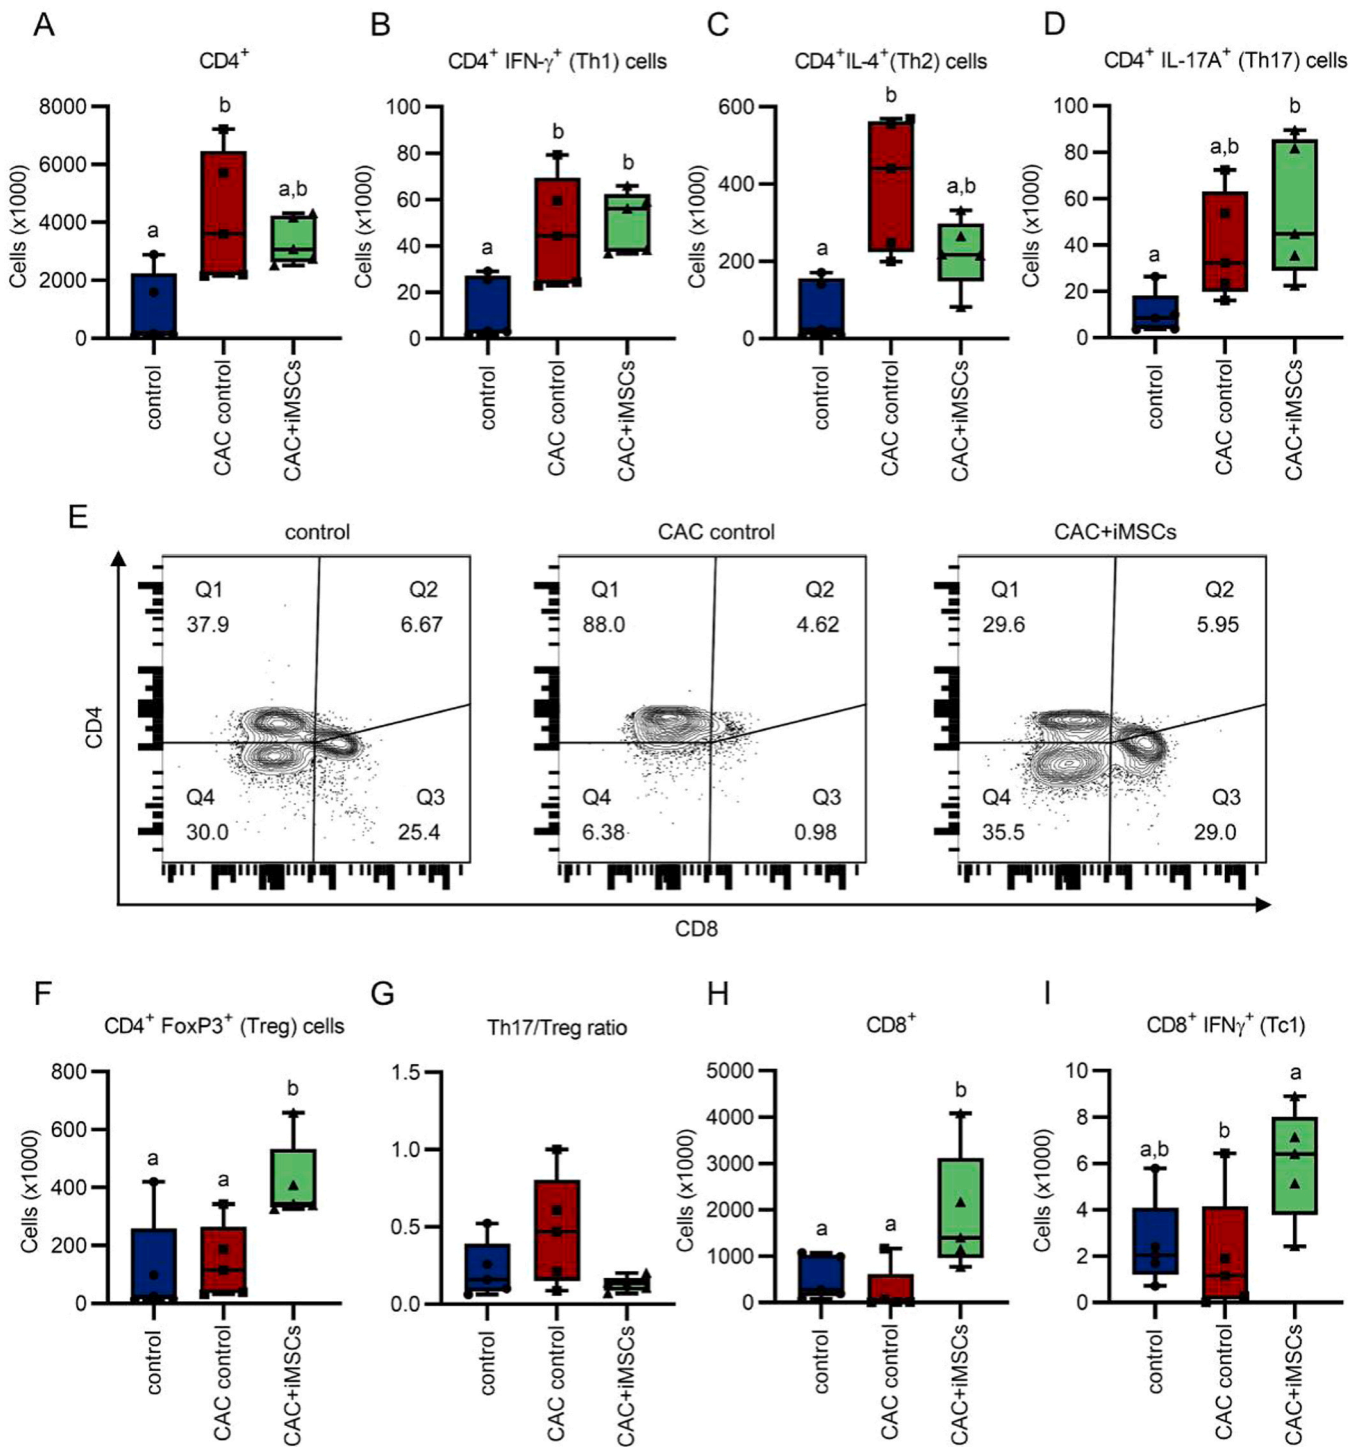 A
CD4+
8000
6000
4000
2000
0
Cells (x1000)
a
b
a,b
control
CAC control
CAC+iMSCs
B
CD4+ IFN-γ+ (Th1) cells
100
80
60
40
20
0
Cells (x1000)
a
b
b
control
CAC control
CAC+iMSCs
C
CD4+IL-4+(Th2) cells
600
400
200
0
Cells (x1000)
a
b
a,b
control
CAC control
CAC+iMSCs
D
CD4+ IL-17A+ (Th17) cells
100
80
60
40
20
0
Cells (x1000)
a
a,b
b
control
CAC control
CAC+iMSCs
E
CD4
control
Q1
37.9
Q2
6.67
Q4
30.0
Q3
25.4
CAC control
Q1
88.0
Q2
4.62
Q4
6.38
Q3
0.98
CAC+iMSCs
Q1
29.6
Q2
5.95
Q4
35.5
Q3
29.0
CD8
F
CD4+ FoxP3+ (Treg) cells
800
600
400
200
0
Cells (x1000)
a
a
b
control
CAC control
CAC+iMSCs
G
Th17/Treg ratio
1.5
1.0
0.5
0.0
control
CAC control
CAC+iMSCs
H
CD8+
5000
4000
3000
2000
1000
0
Cells (x1000)
a
a
b
control
CAC control
CAC+iMSCs
I
CD8+ IFNγ+ (Tc1)
10
8
6
4
2
0
Cells (x1000)
a,b
b
a
control
CAC control
CAC+iMSCs